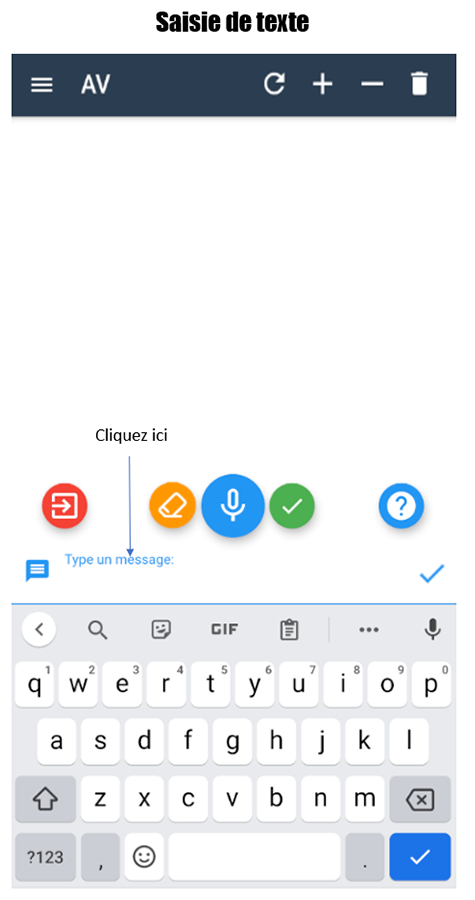 Saisie de texte
AV
Cliquez ici
Type un message:
GIF
q1 w2 e3 r4 t5 y6 u7 i8 o9 p0
a s d f g h j k l
z x c v b n m
?123 , .